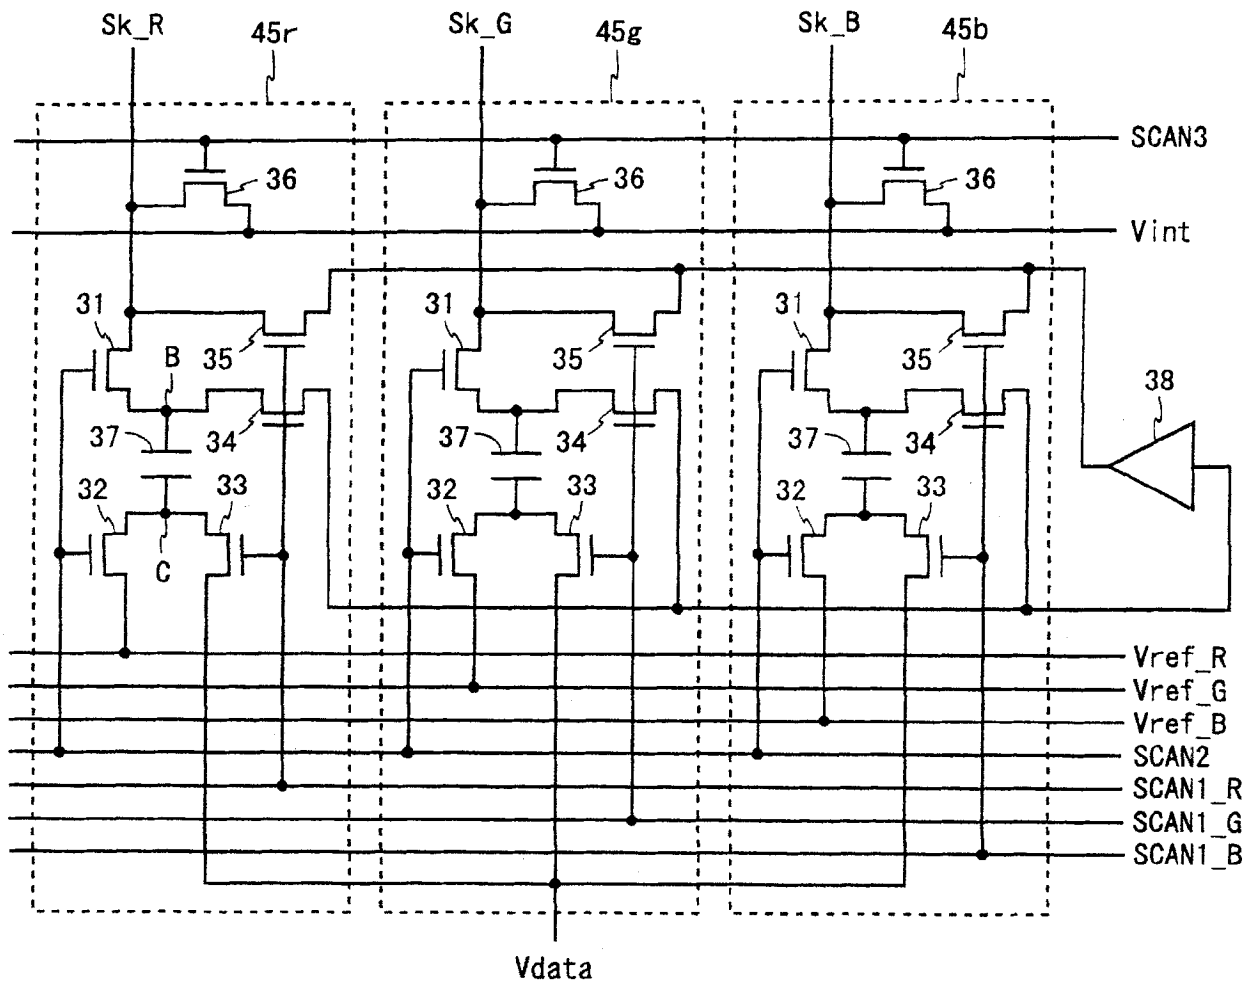 Sk_R
45r
Sk_G
45g
Sk_B
45b
SCAN3
36
36
36
Vint
31
31
31
35
35
35
B
38
37
34
37
34
37
34
32
33
32
33
32
33
C
Vref_R
Vref_G
Vref_B
SCAN2
SCAN1_R
SCAN1_G
SCAN1_B
Vdata